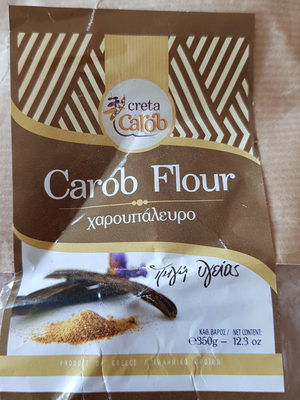 creta
Carob
Carob Flour
χαρουπάλευρο
πηγή υγείας
ΚΑΘ. ΒΑΡΟΣ / NET CONTENT:
℮350g - 12.3 oz
PRODUCT OF GREECE / ΕΛΛΗΝΙΚΟ ΠΡΟΪΟΝ